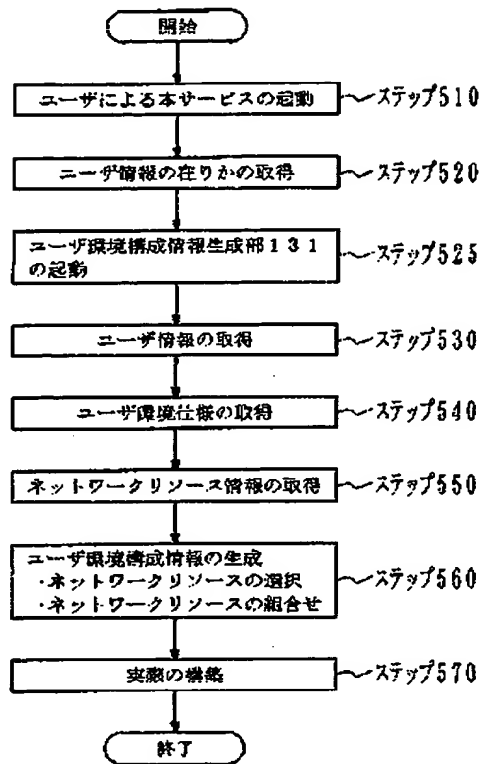 開始
ユーザによる本サービスの起動
ステップ510
ユーザ情報の在りかの取得
ステップ520
ユーザ環境構成情報生成部131
の起動
ステップ525
ユーザ情報の取得
ステップ530
ユーザ環境仕様の取得
ステップ540
ネットワークリソース情報の取得
ステップ550
ユーザ環境構成情報の生成
・ネットワークリソースの選択
・ネットワークリソースの組合せ
ステップ560
実際の構築
ステップ570
終了